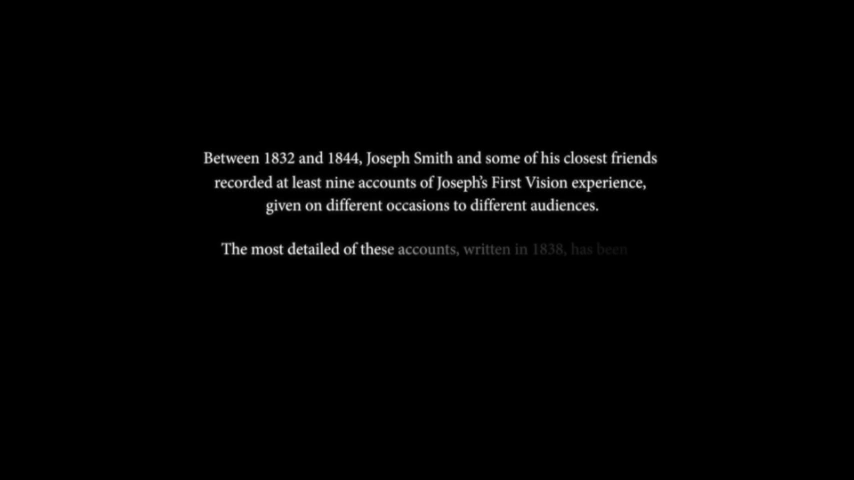 Between 1832 and 1844, Joseph Smith and some of his closest friends
recorded at least nine accounts of Joseph's First Vision experience,
given on different occasions to different audiences.
The most detailed of these accounts, written in 1838, has been